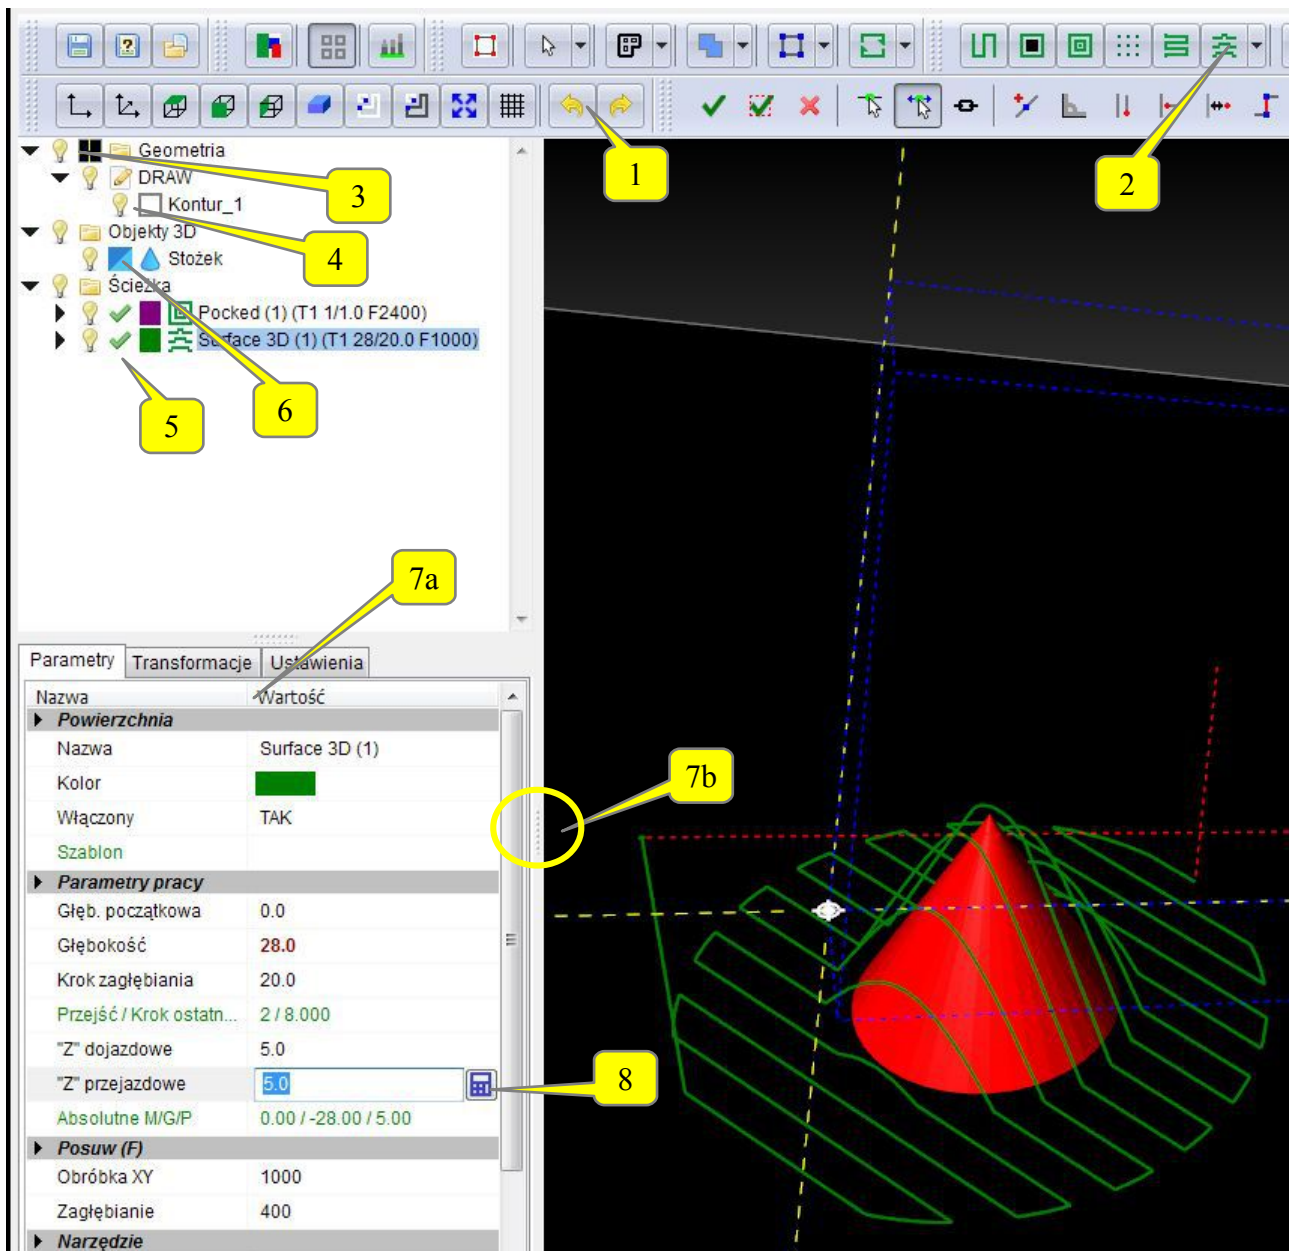 1
2
3
4
5
6
7a
7b
8
Geometria
DRAW
Kontur_1
Objekty 3D
Stożek
Ścieżka
Pocked (1) (T1 1/1.0 F2400)
Surface 3D (1) (T1 28/20.0 F1000)
Parametry Transformacje Ustawienia
Nazwa Wartość
Powierzchnia
Nazwa Surface 3D (1)
Kolor
Włączony TAK
Szablon
Parametry pracy
Głęb. początkowa 0.0
Głębokość 28.0
Krok zagłębiania 20.0
Przejść / Krok ostatn... 2 / 8.000
"Z" dojazdowe 5.0
"Z" przejazdowe 5.0
Absolutne M/G/P 0.00 / -28.00 / 5.00
Posuw (F)
Obróbka XY 1000
Zagłębianie 400
Narzędzie